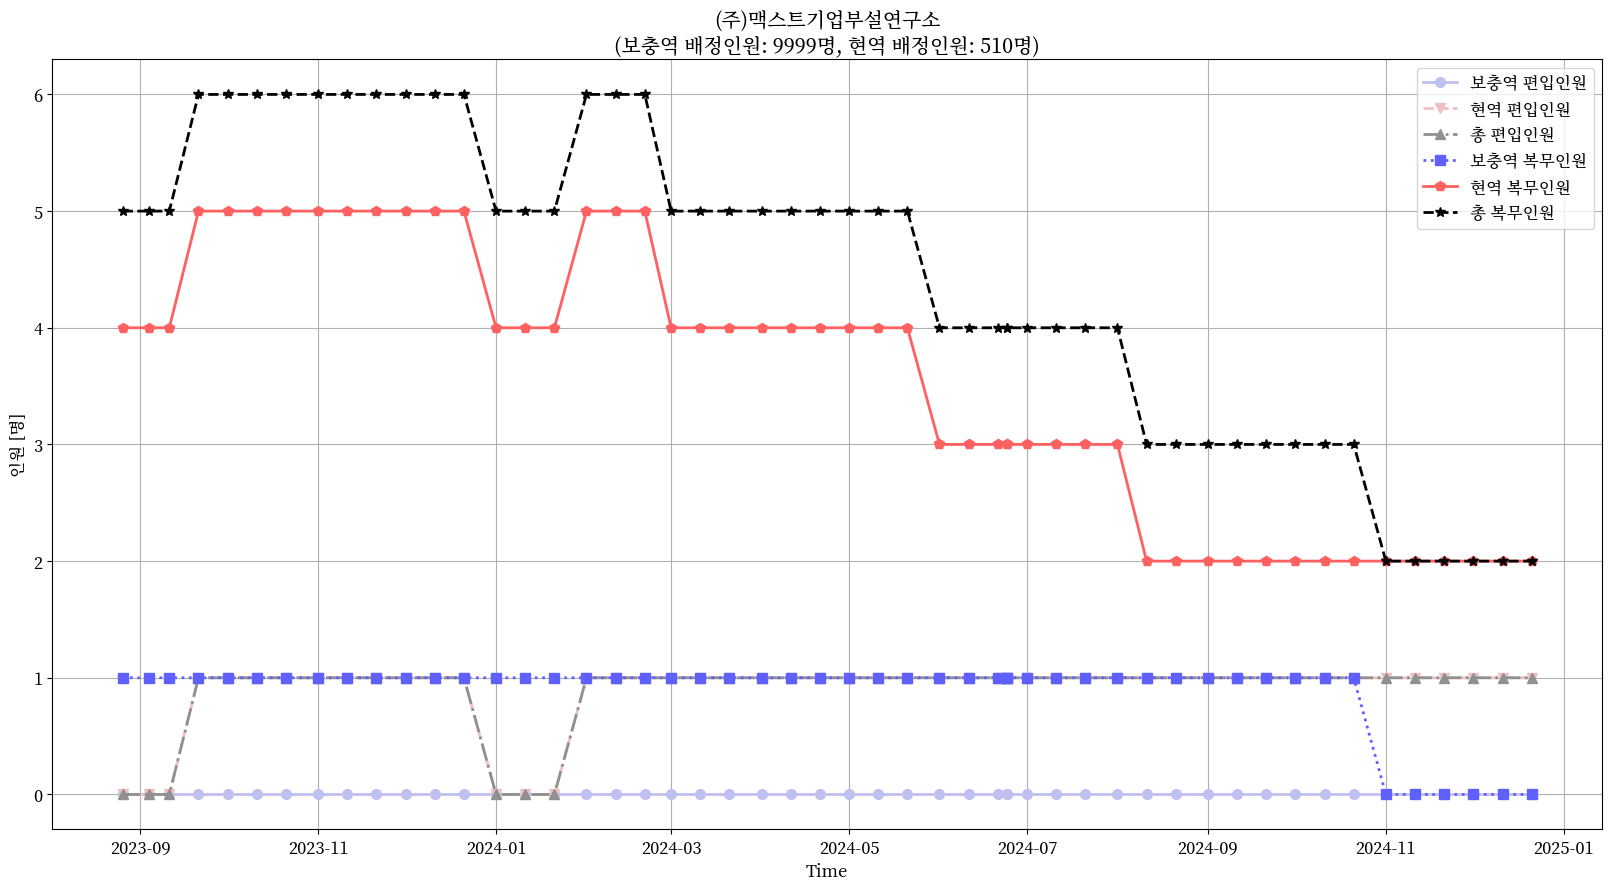 (주)맥스트기업부설연구소
(보충역 배정인원: 9999명, 현역 배정인원: 510명)
보충역 편입인원
현역 편입인원
총 편입인원
보충역 복무인원
현역 복무인원
총 복무인원
인원 [명]
6
5
4
3
2
1
0
2023-09 2023-11 2024-01 2024-03 2024-05 2024-07 2024-09 2024-11 2025-01
Time